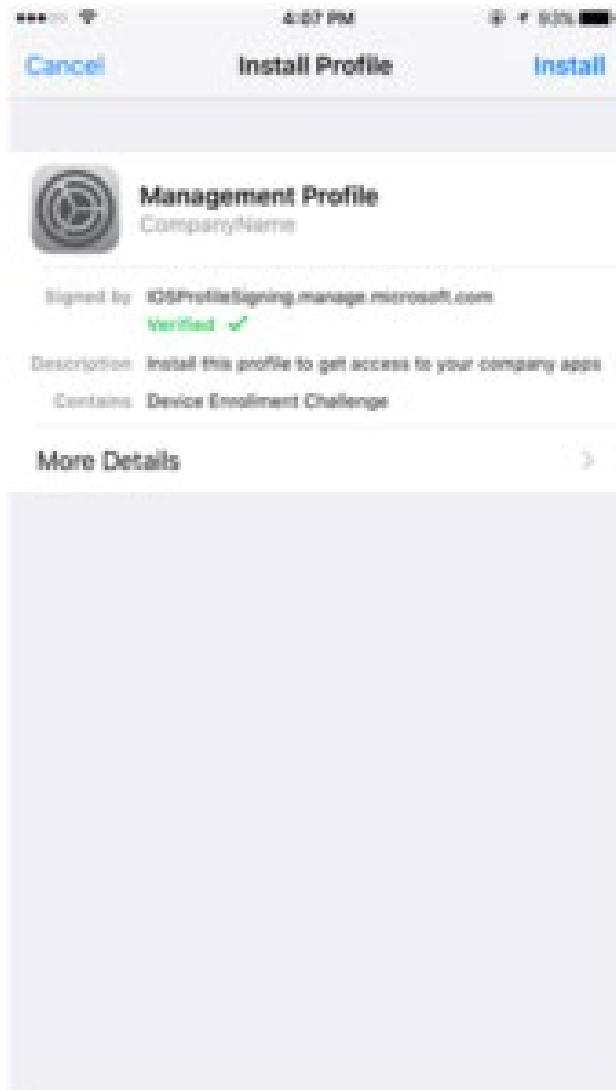 4:07 PM 93%
Cancel Install Profile Install
Management Profile
CompanyName
Signed by IOSProfileSigning.manage.microsoft.com
Verified ✓
Description Install this profile to get access to your company apps
Contains Device Enrollment Challenge
More Details